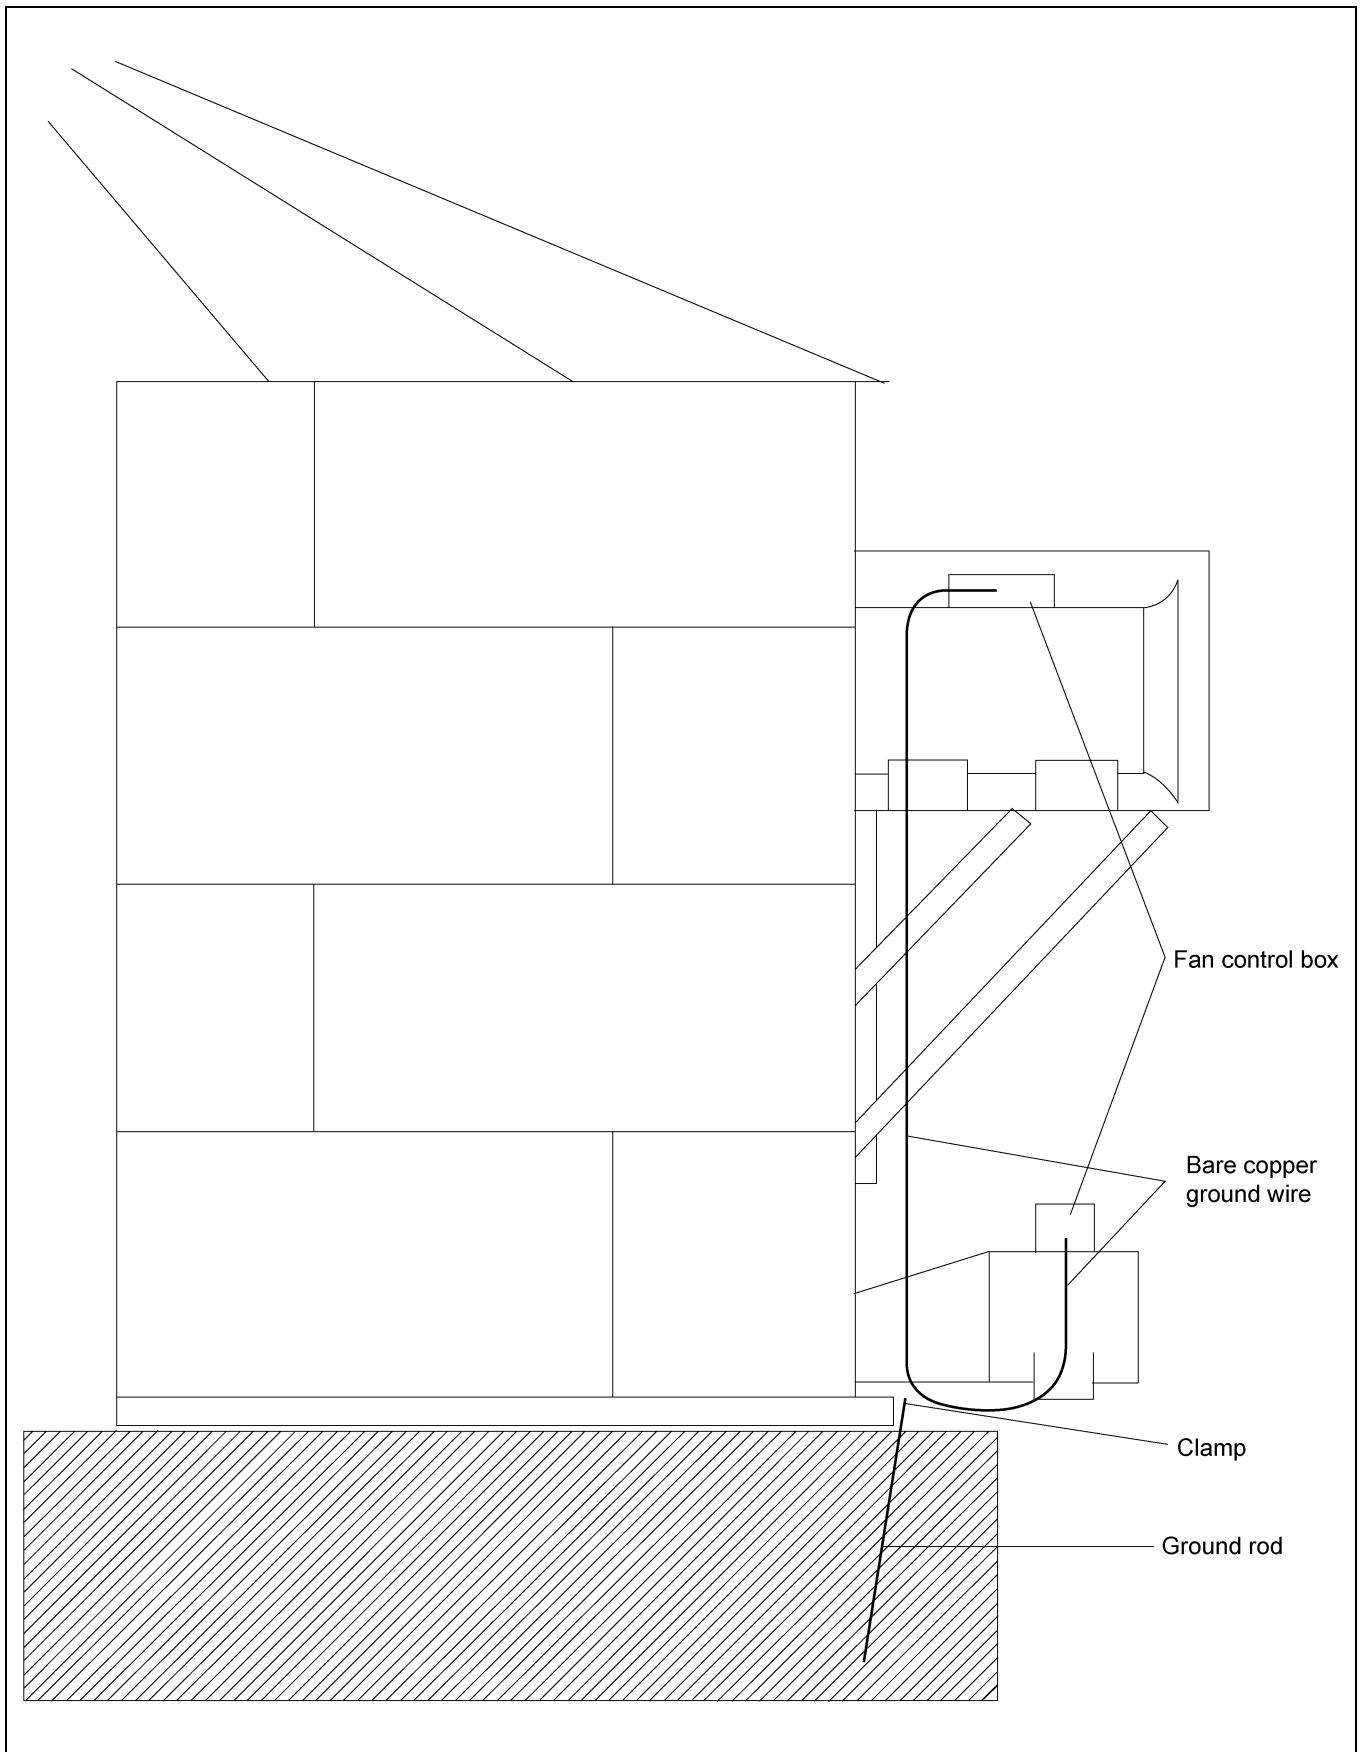 Fan control box
Bare copper
ground wire
Clamp
Ground rod